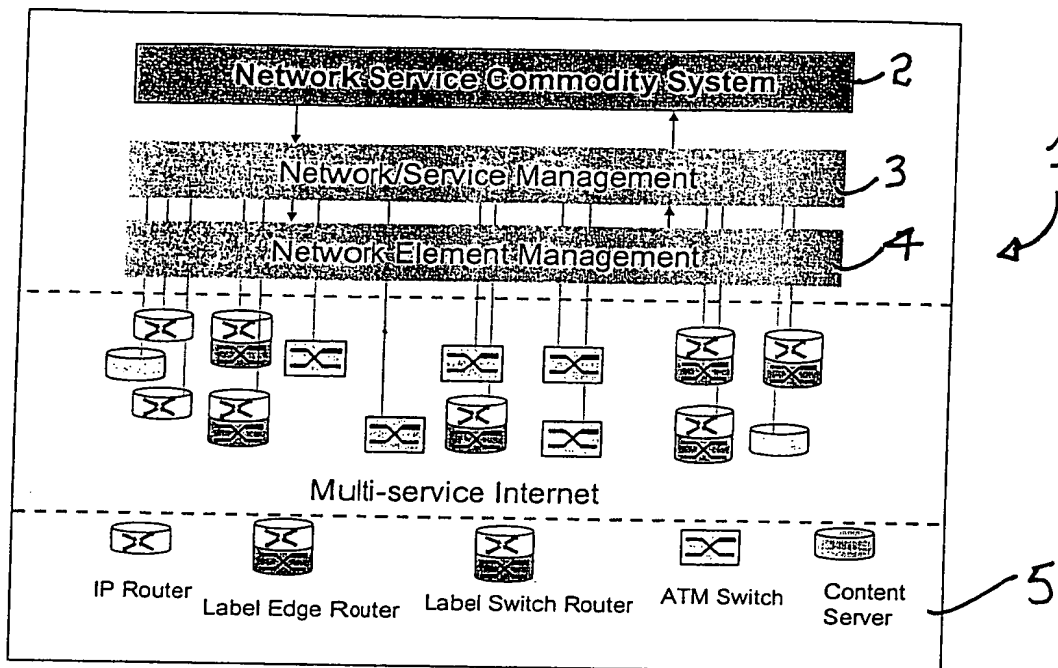 Network Service Commodity System
2
1
Network/Service Management
3
Network Element Management
4
Multi-service Internet
IP Router
Label Edge Router
Label Switch Router
ATM Switch
Content
Server
5